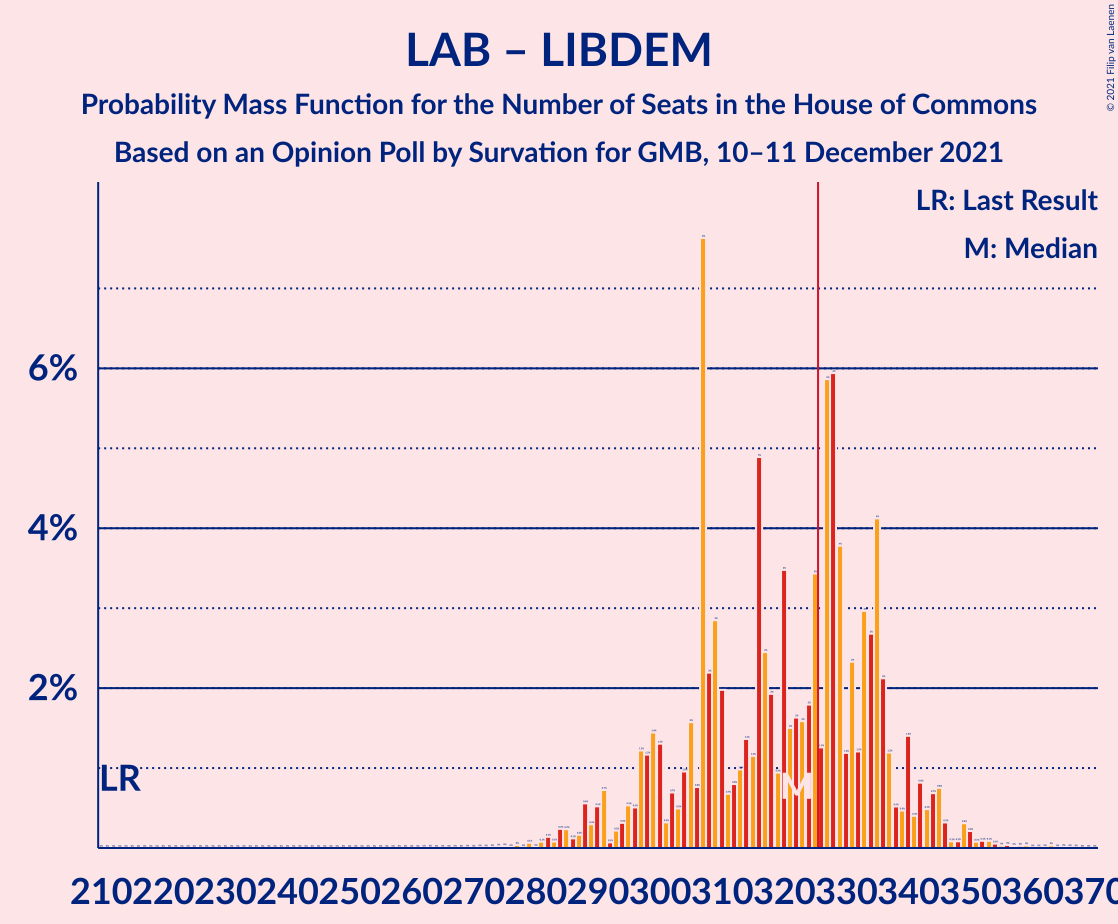 LAB – LIBDEM
Probability Mass Function for the Number of Seats in the House of Commons
Based on an Opinion Poll by Survation for GMB, 10–11 December 2021
© 2021 Filip van Laenen
LR: Last Result
M: Median
6%
4%
2%
LR
M
210220230240250260270280290300310320330340350360370